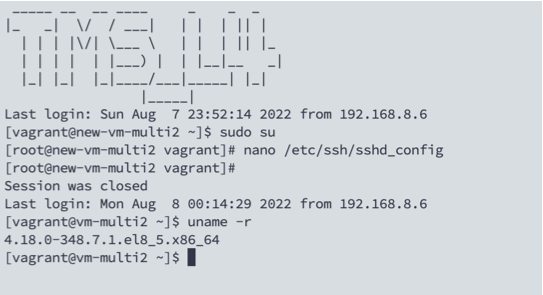 Last login: Sun Aug  7 23:52:14 2022 from 192.168.8.6
[vagrant@new-vm-multi2 ~]$ sudo su
[root@new-vm-multi2 vagrant]# nano /etc/ssh/sshd_config
[root@new-vm-multi2 vagrant]#
Session was closed
Last login: Mon Aug  8 00:14:29 2022 from 192.168.8.6
[vagrant@vm-multi2 ~]$ uname -r
4.18.0-348.7.1.el8_5.x86_64
[vagrant@vm-multi2 ~]$